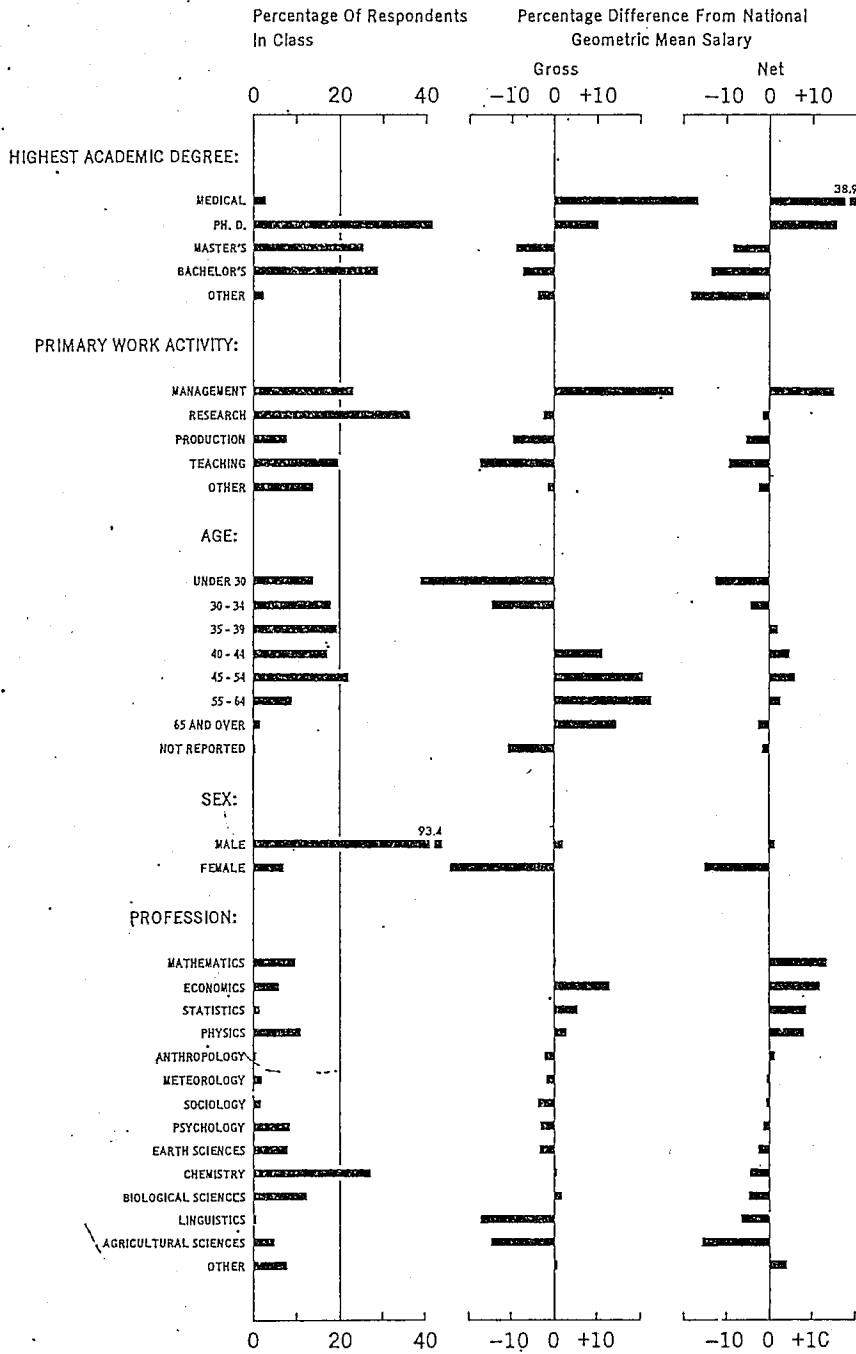 Percentage Of Respondents In Class
Percentage Difference From National Geometric Mean Salary
Gross
Net
0 20 40
−10 0 +10
−10 0 +10
HIGHEST ACADEMIC DEGREE:
38.9
MEDICAL
PH. D.
MASTER'S
BACHELOR'S
OTHER
PRIMARY WORK ACTIVITY:
MANAGEMENT
RESEARCH
PRODUCTION
TEACHING
OTHER
AGE:
UNDER 30
30-34
35-39
40-44
45-54
55-64
65 AND OVER
NOT REPORTED
SEX:
93.4
MALE
FEMALE
PROFESSION:
MATHEMATICS
ECONOMICS
STATISTICS
PHYSICS
ANTHROPOLOGY
METEOROLOGY
SOCIOLOGY
PSYCHOLOGY
EARTH SCIENCES
CHEMISTRY
BIOLOGICAL SCIENCES
LINGUISTICS
AGRICULTURAL SCIENCES
OTHER
0 20 40
−10 0 +10
−10 0 +10